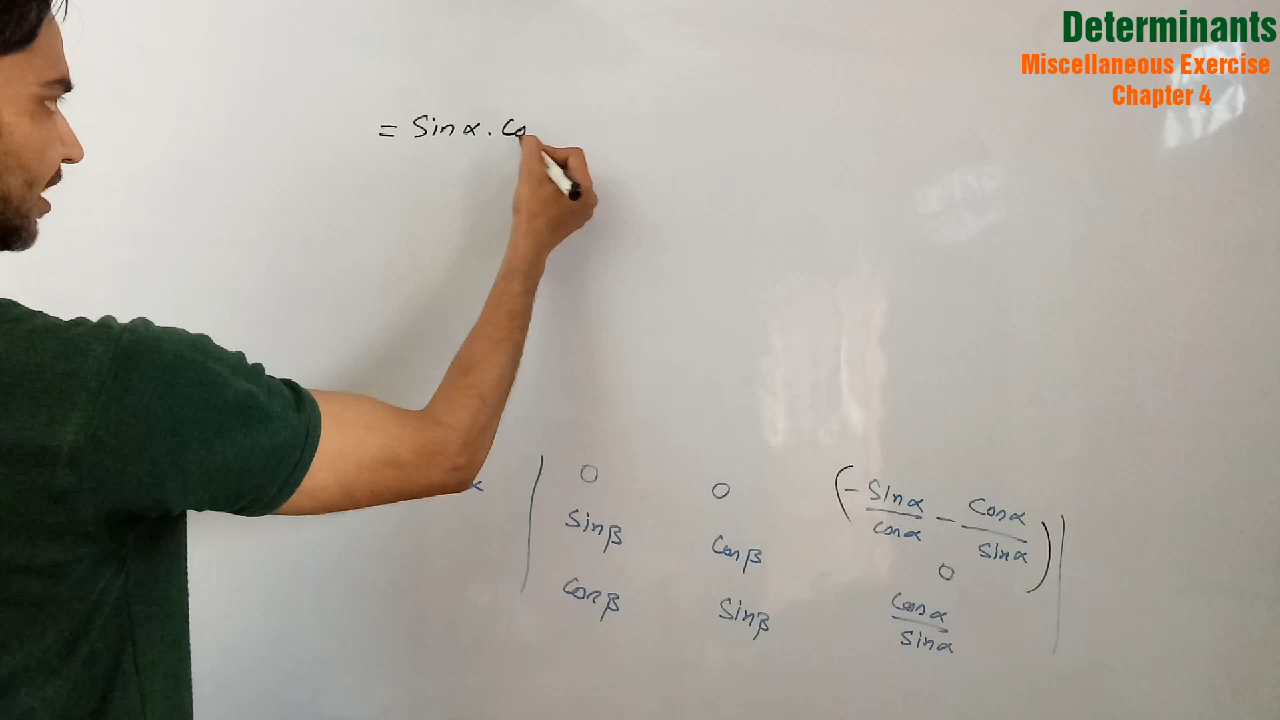 Determinants
Miscellaneous Exercise
Chapter 4
= Sinα . Co
α | 0 0 (- Sinα/cosα - Cosα/Sinα) |
Sinβ Cosβ 0
Cosβ Sinβ Cosα/Sinα